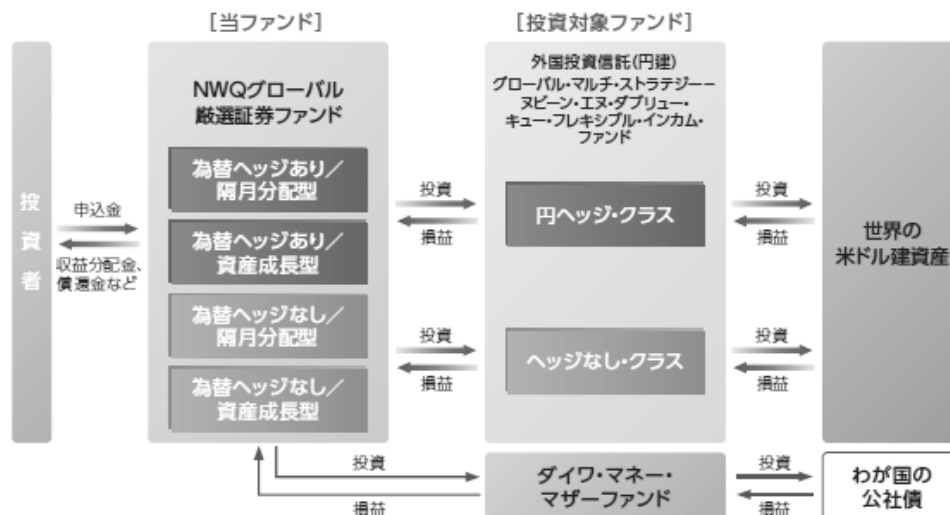 [当ファンド]
[投資対象ファンド]
投資者
申込金
収益分配金、
償還金など
NWQグローバル
厳選証券ファンド
為替ヘッジあり／
隔月分配型
為替ヘッジあり／
資産成長型
為替ヘッジなし／
隔月分配型
為替ヘッジなし／
資産成長型
投資
損益
投資
損益
外国投資信託(円建)
グローバル・マルチ・ストラテジー－
ヌビーン・エヌ・ダブリュー・
キュー・フレキシブル・インカム・
ファンド
円ヘッジ・クラス
ヘッジなし・クラス
投資
損益
投資
損益
世界の
米ドル建資産
投資
損益
ダイワ・マネー・
マザーファンド
投資
損益
わが国の
公社債